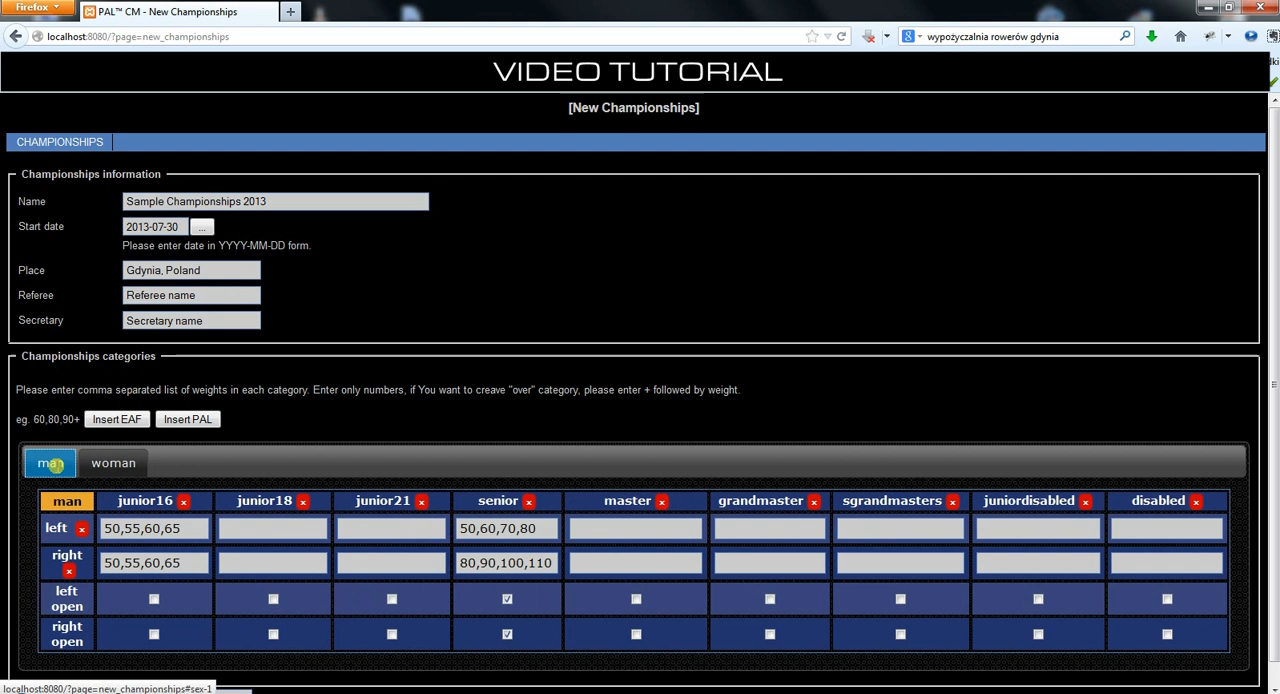 Firefox
PAL™ CM - New Championships
localhost:8080/?page=new_championships
wypożyczalnia rowerów gdynia
VIDEO TUTORIAL
[New Championships]
CHAMPIONSHIPS
Championships information
Name Sample Championships 2013
Start date 2013-07-30 ...
Please enter date in YYYY-MM-DD form.
Place Gdynia, Poland
Referee Referee name
Secretary Secretary name
Championships categories
Please enter comma separated list of weights in each category. Enter only numbers, if You want to creave "over" category, please enter + followed by weight.
eg. 60,80,90+ Insert EAF Insert PAL
man woman
man junior16 x junior18 x junior21 x senior x master x grandmaster x sgrandmasters x juniordisabled x disabled x
left x 50,55,60,65 50,60,70,80
right x 50,55,60,65 80,90,100,110
left open
right open
localhost:8080/?page=new_championships#sex-1